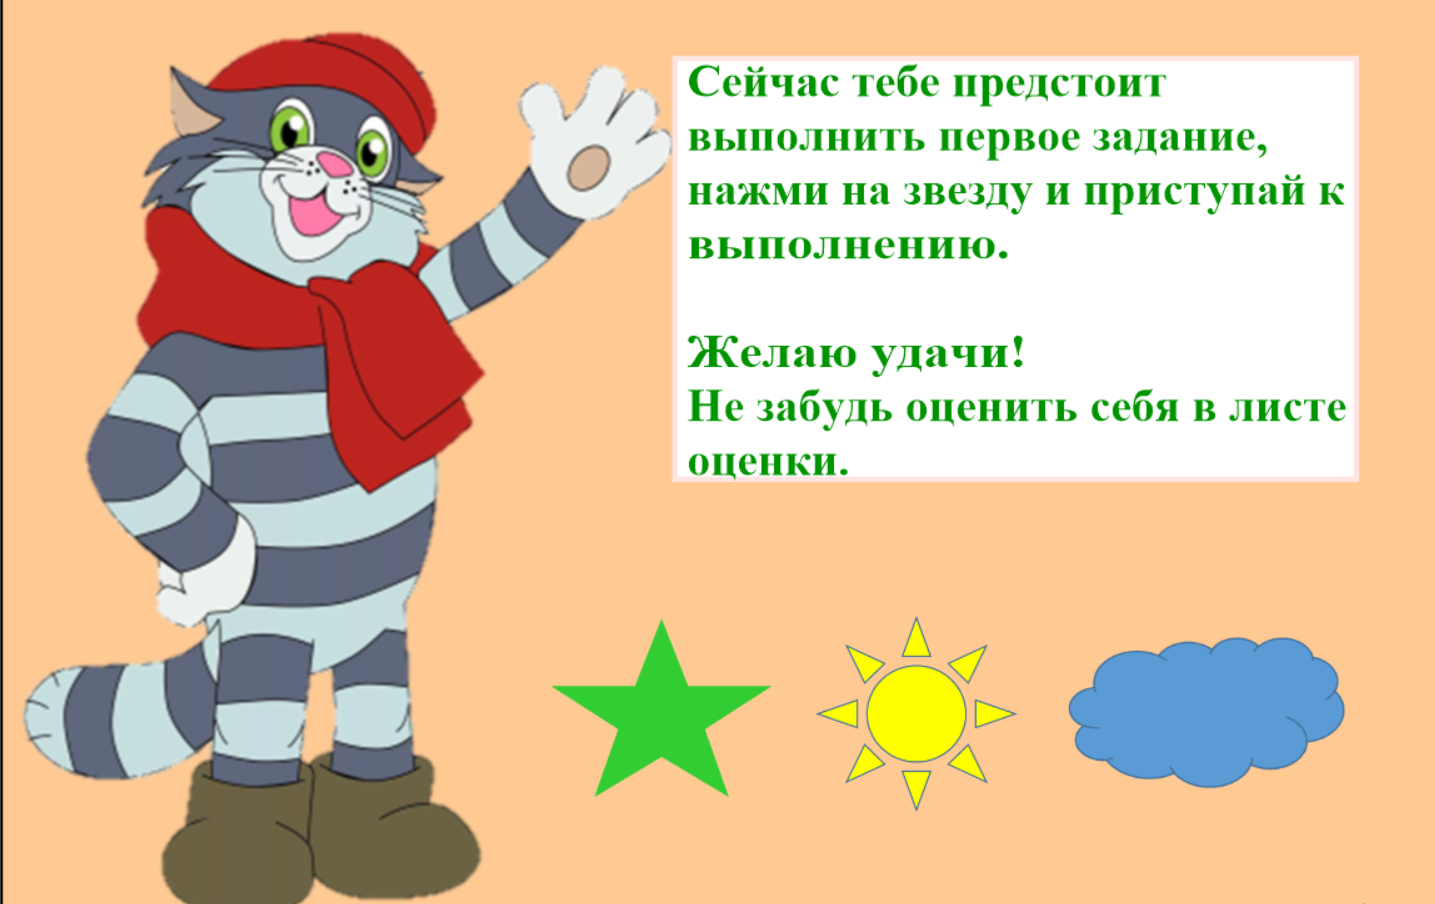 Сейчас тебе предстоит
выполнить первое задание,
нажми на звезду и приступай к
выполнению.
Желаю удачи!
Не забудь оценить себя в листе
оценки.